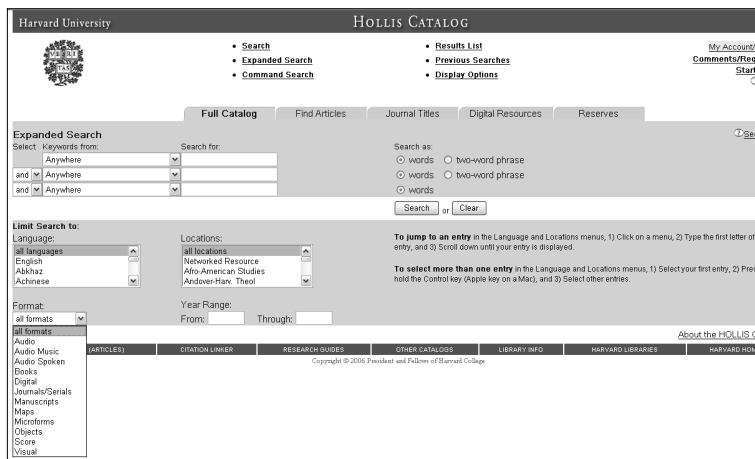 Harvard University HOLLIS CATALOG
VE RI TAS
• Search • Results List My Account/
• Expanded Search • Previous Searches Comments/Req
• Command Search • Display Options Start
Full Catalog Find Articles Journal Titles Digital Resources Reserves
Expanded Search Sea
Select Keywords from: Search for: Search as:
Anywhere words two-word phrase
and Anywhere words two-word phrase
and Anywhere words
Search or Clear
Limit Search to:
Language: Locations:
all languages all locations
English Networked Resource
Abkhaz Afro-American Studies
Achinese Andover-Harv. Theol
To jump to an entry in the Language and Locations menus, 1) Click on a menu, 2) Type the first letter of
entry, and 3) Scroll down until your entry is displayed.
To select more than one entry in the Language and Locations menus, 1) Select your first entry, 2) Pres
hold the Control key (Apple key on a Mac), and 3) Select other entries.
Format: Year Range:
all formats From: Through:
About the HOLLIS C
all formats
Audio
Audio Music
Audio Spoken
Books
Digital
Journals/Serials
Manuscripts
Maps
Microforms
Objects
Score
Visual
(ARTICLES) CITATION LINKER RESEARCH GUIDES OTHER CATALOGS LIBRARY INFO HARVARD LIBRARIES HARVARD HOM
Copyright © 2006 President and Fellows of Harvard College